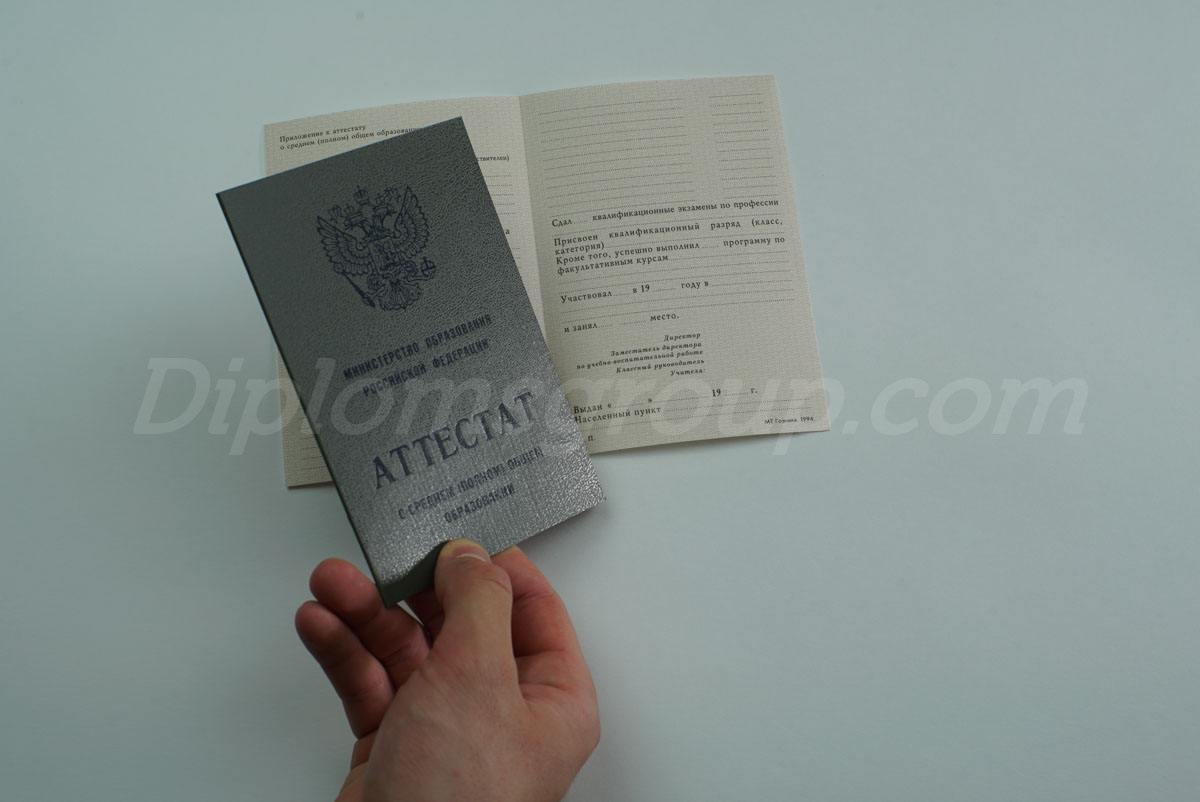 Приложение к аттестату
о среднем (полном) общем образовании
МИНИСТЕРСТВО ОБРАЗОВАНИЯ
РОССИЙСКОЙ ФЕДЕРАЦИИ
АТТЕСТАТ
О СРЕДНЕМ (ПОЛНОМ) ОБЩЕМ
ОБРАЗОВАНИИ
Сдал квалификационные экзамены по профессии
Присвоен квалификационный разряд (класс,
категория)
Кроме того, успешно выполнил программу по
факультативным курсам
Участвовал в 19 году в
и занял место.
Директор
Заместитель директора
по учебно-воспитательной работе
Классный руководитель
Учителя:
Выдан « » 19 г.
Населенный пункт
п.
МТ Гознака. 1994.
Diplomsgroup.com